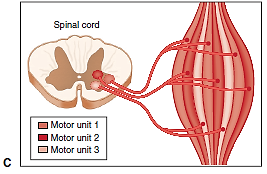 Spinal cord
Motor unit 1
Motor unit 2
Motor unit 3
C